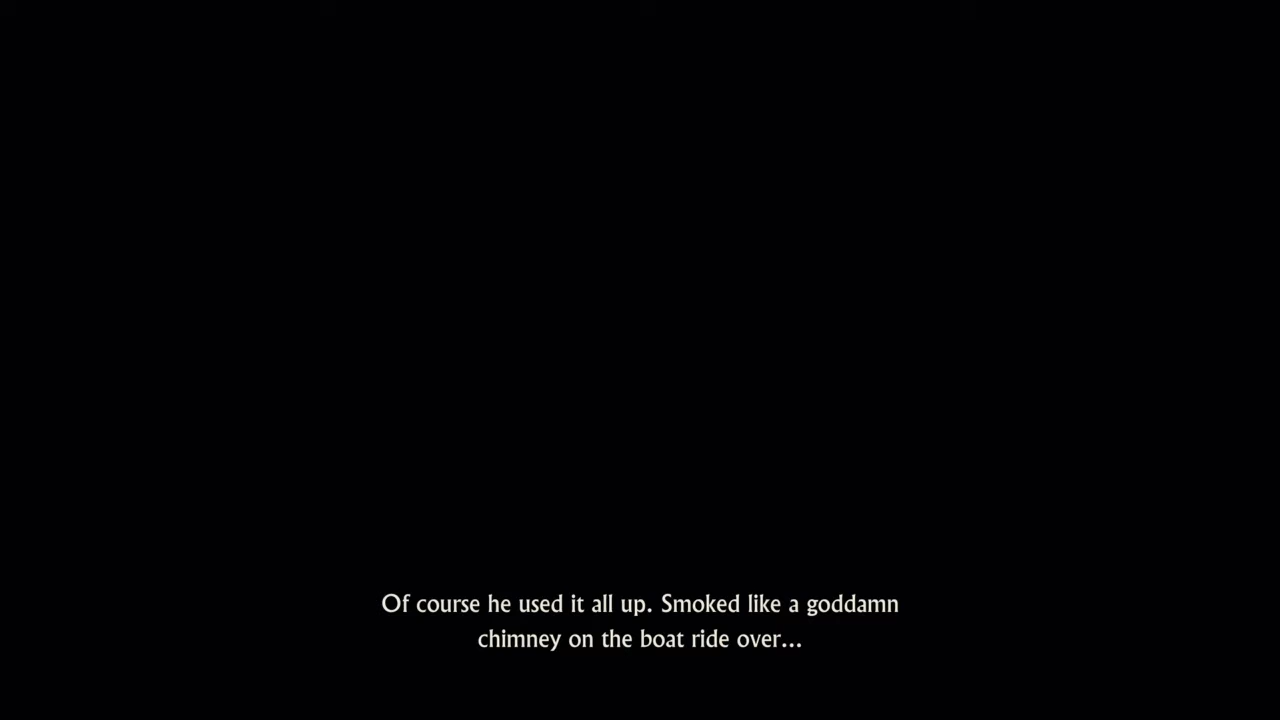 Of course he used it all up. Smoked like a goddamn
chimney on the boat ride over...